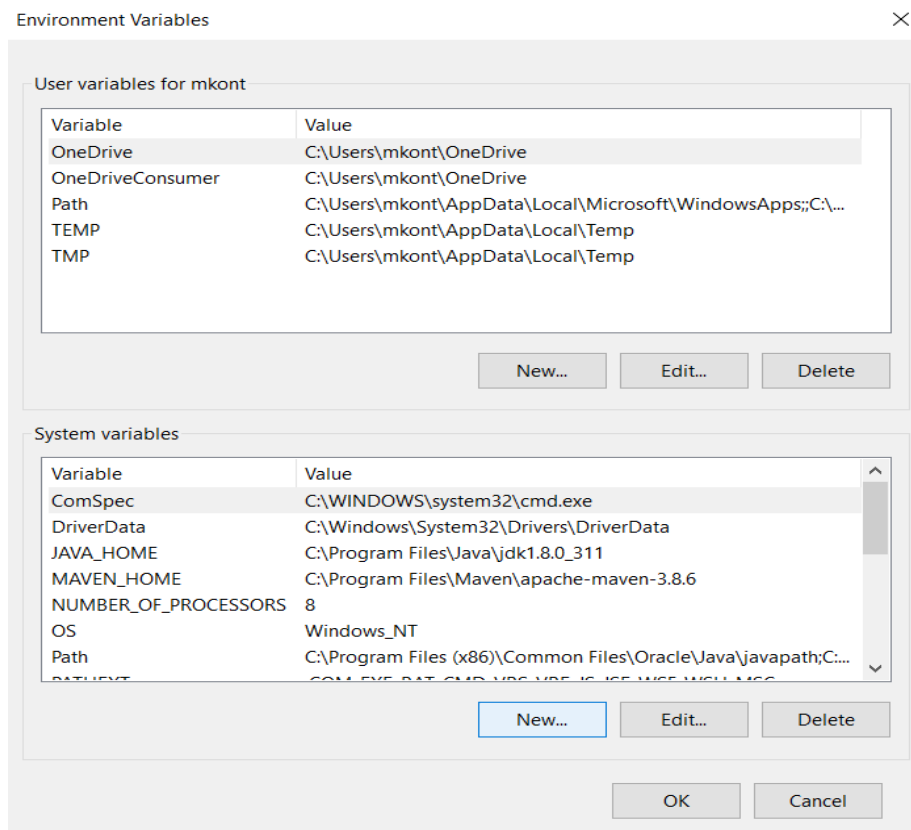 Environment Variables
User variables for mkont
Variable Value
OneDrive C:\Users\mkont\OneDrive
OneDriveConsumer C:\Users\mkont\OneDrive
Path C:\Users\mkont\AppData\Local\Microsoft\WindowsApps;;C:\...
TEMP C:\Users\mkont\AppData\Local\Temp
TMP C:\Users\mkont\AppData\Local\Temp
New... Edit... Delete
System variables
Variable Value
ComSpec C:\WINDOWS\system32\cmd.exe
DriverData C:\Windows\System32\Drivers\DriverData
JAVA_HOME C:\Program Files\Java\jdk1.8.0_311
MAVEN_HOME C:\Program Files\Maven\apache-maven-3.8.6
NUMBER_OF_PROCESSORS 8
OS Windows_NT
Path C:\Program Files (x86)\Common Files\Oracle\Java\javapath;C:...
New... Edit... Delete
OK Cancel